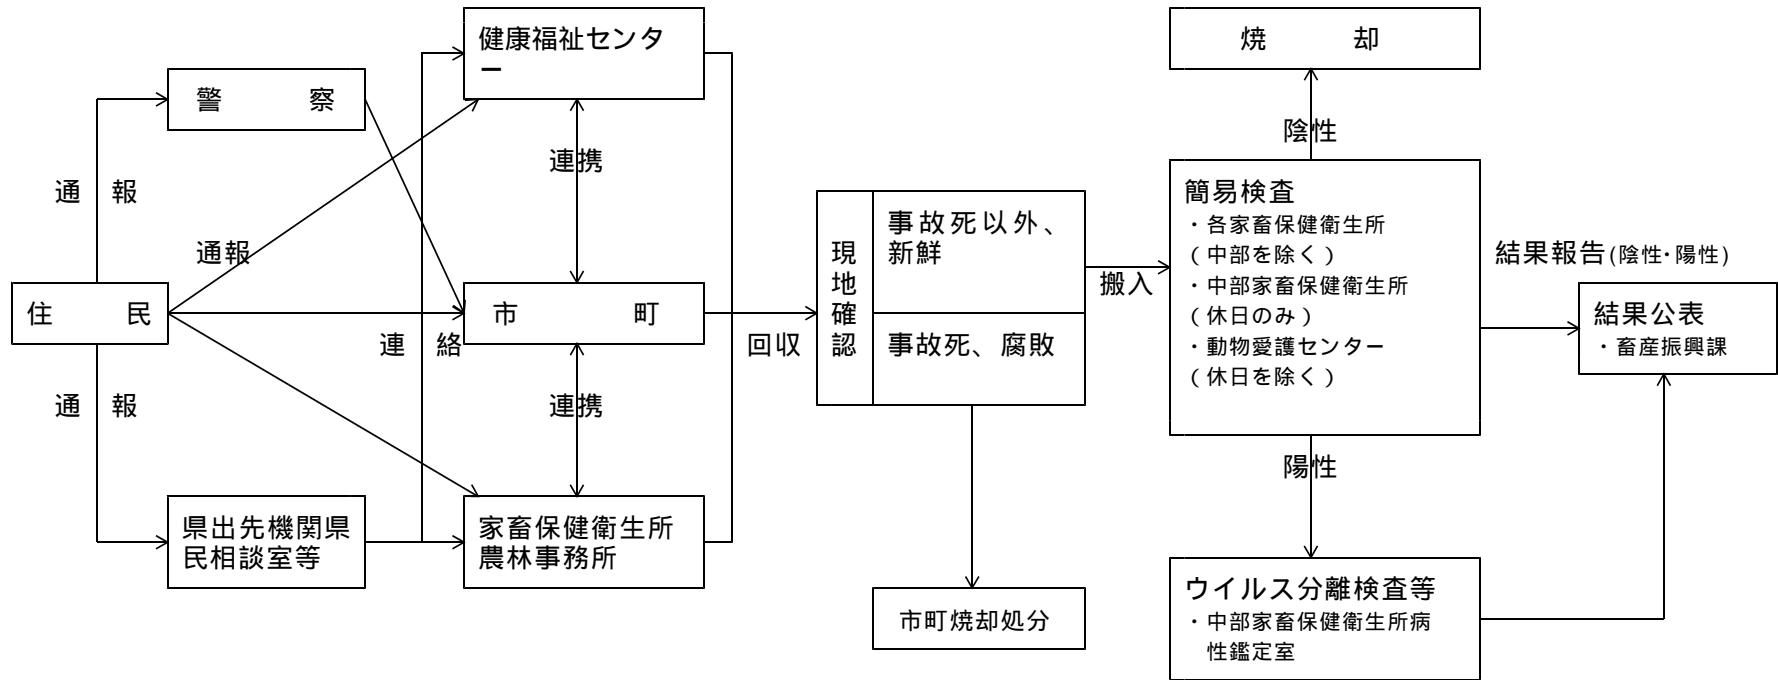 健康福祉センタ
ー
焼　却
警　察
陰性
連携
通　報
簡易検査
・各家畜保健衛生所
（中部を除く）
・中部家畜保健衛生所
（休日のみ）
・動物愛護センター
（休日を除く）
事故死以外、
新鮮
現
地
確
認
通報
搬入
結果報告(陰性・陽性)
住　民
市　町
結果公表
・畜産振興課
連　絡
回収
事故死、腐敗
通　報
連携
陽性
県出先機関県
民相談室等
家畜保健衛生所
農林事務所
市町焼却処分
ウイルス分離検査等
・中部家畜保健衛生所病
性鑑定室